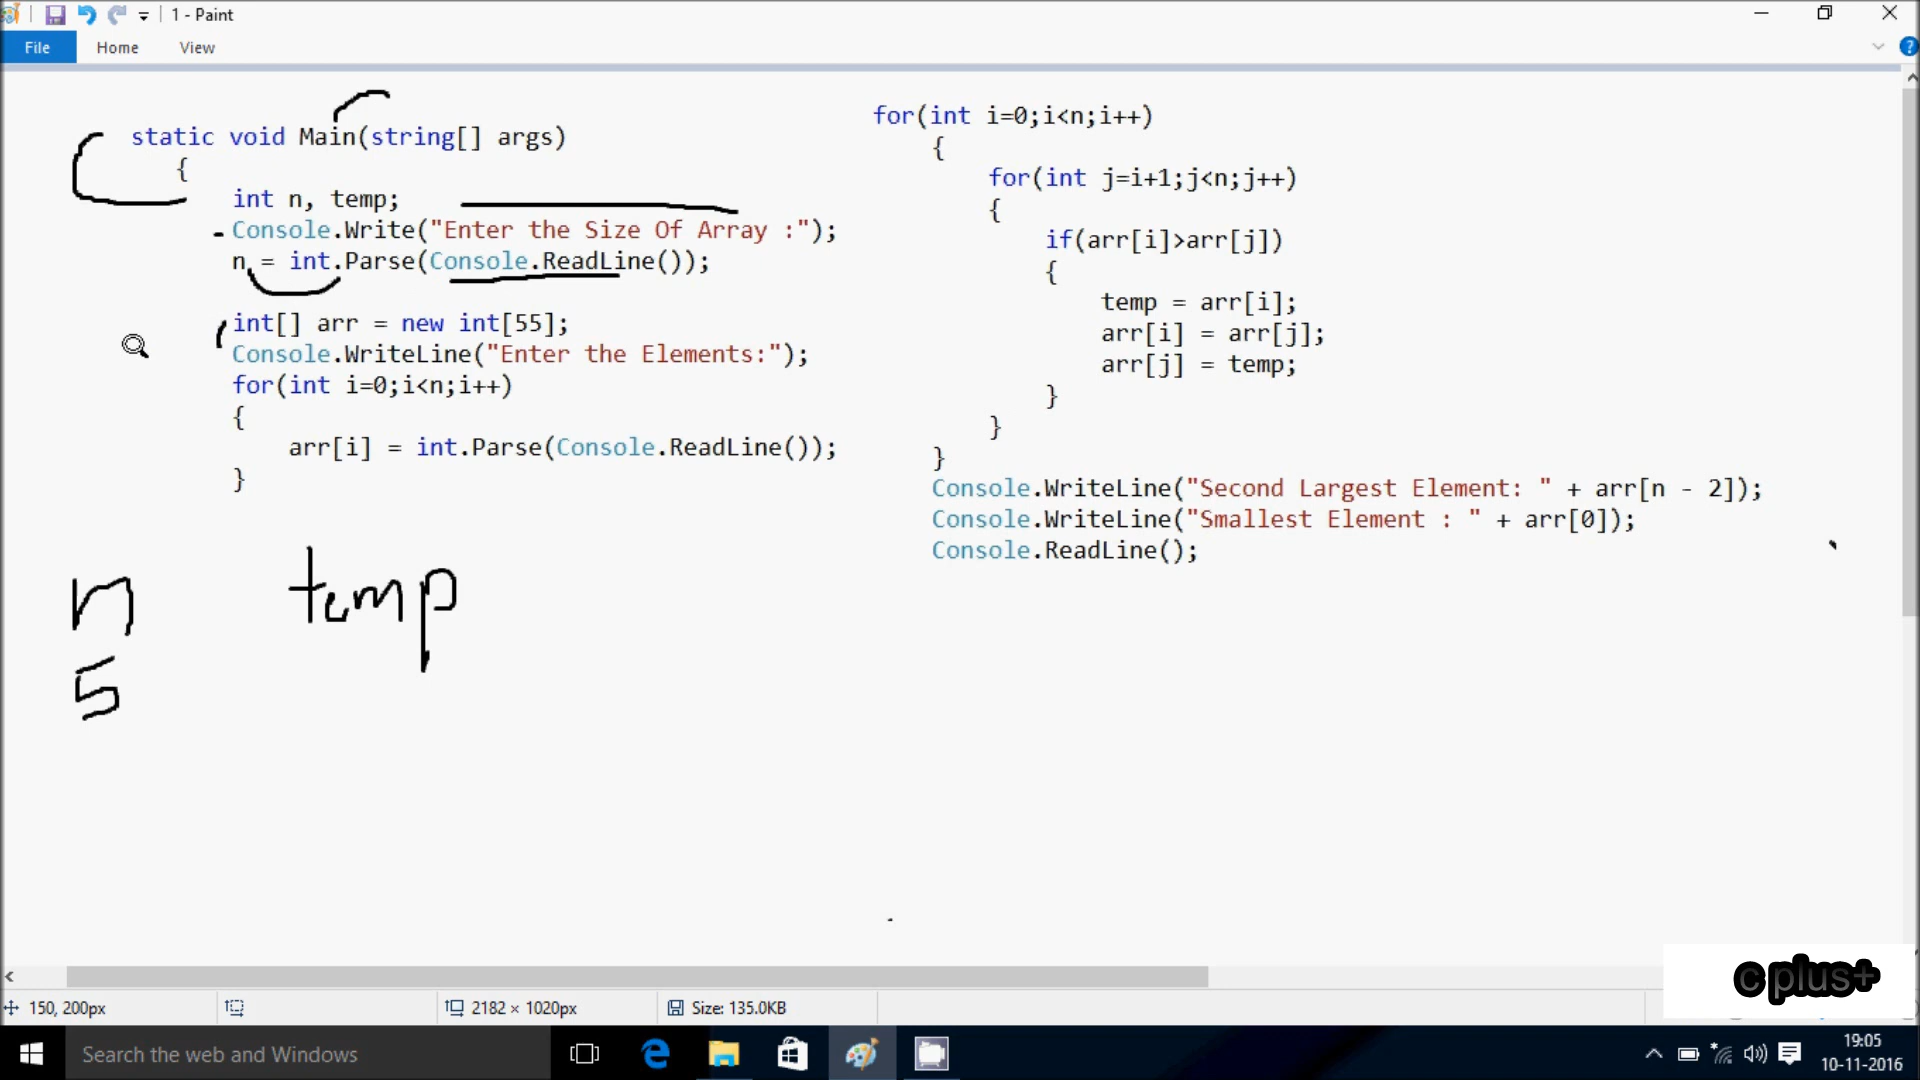 1 - Paint
File Home View
static void Main(string[] args)
{
int n, temp;
Console.Write("Enter the Size Of Array :");
n = int.Parse(Console.ReadLine());
int[] arr = new int[55];
Console.WriteLine("Enter the Elements:");
for(int i=0;i<n;i++)
{
arr[i] = int.Parse(Console.ReadLine());
}
n temp
5
for(int i=0;i<n;i++)
{
for(int j=i+1;j<n;j++)
{
if(arr[i]>arr[j])
{
temp = arr[i];
arr[i] = arr[j];
arr[j] = temp;
}
}
}
Console.WriteLine("Second Largest Element: " + arr[n - 2]);
Console.WriteLine("Smallest Element : " + arr[0]);
Console.ReadLine();
c plus+
150, 200px 2182 × 1020px Size: 135.0KB
Search the web and Windows
19:05
10-11-2016